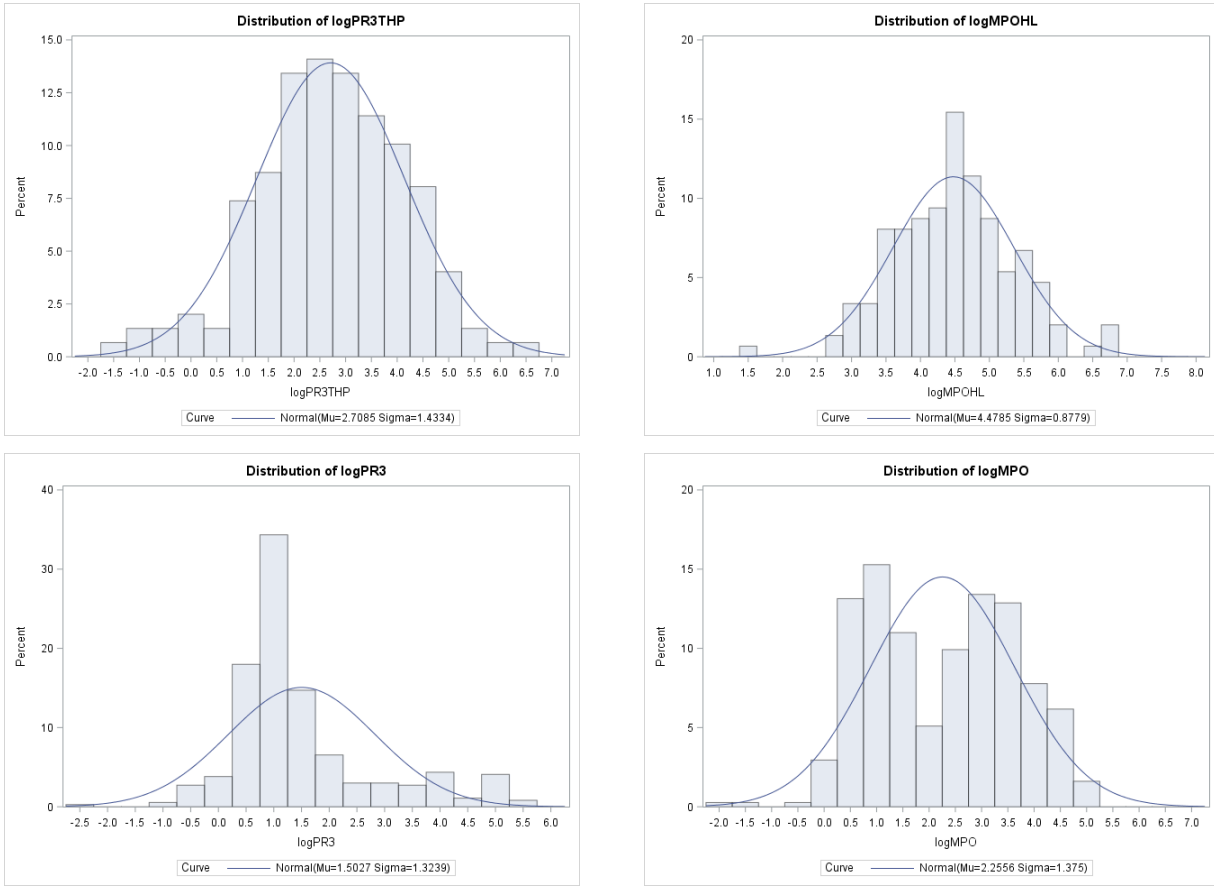 Distribution of logPR3THP
15.0
12.5
10.0
7.5
5.0
2.5
0.0
Percent
-2.0 -1.5 -1.0 -0.5 0.0 0.5 1.0 1.5 2.0 2.5 3.0 3.5 4.0 4.5 5.0 5.5 6.0 6.5 7.0
logPR3THP
Curve Normal(Mu=2.7085 Sigma=1.4334)
Distribution of logMPOHL
20
15
10
5
0
Percent
1.0 1.5 2.0 2.5 3.0 3.5 4.0 4.5 5.0 5.5 6.0 6.5 7.0 7.5 8.0
logMPOHL
Curve Normal(Mu=4.4785 Sigma=0.8779)
Distribution of logPR3
40
30
20
10
0
Percent
-2.5 -2.0 -1.5 -1.0 -0.5 0.0 0.5 1.0 1.5 2.0 2.5 3.0 3.5 4.0 4.5 5.0 5.5 6.0
logPR3
Curve Normal(Mu=1.5027 Sigma=1.3239)
Distribution of logMPO
20
15
10
5
0
Percent
-2.0 -1.5 -1.0 -0.5 0.0 0.5 1.0 1.5 2.0 2.5 3.0 3.5 4.0 4.5 5.0 5.5 6.0 6.5 7.0
logMPO
Curve Normal(Mu=2.2556 Sigma=1.375)